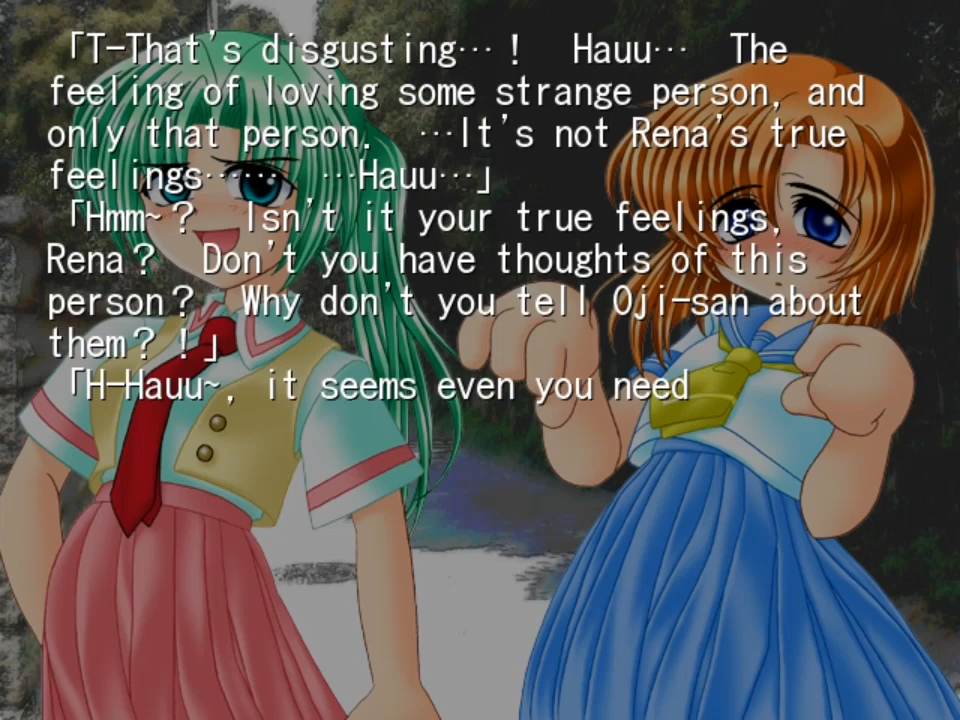 「T-That's disgusting…！ Hauu… The
feeling of loving some strange person, and
only that person. …It's not Rena's true
feelings…… …Hauu…」
「Hmm~？ Isn't it your true feelings,
Rena？ Don't you have thoughts of this
person？ Why don't you tell Oji-san about
them？！」
「H-Hauu~, it seems even you need